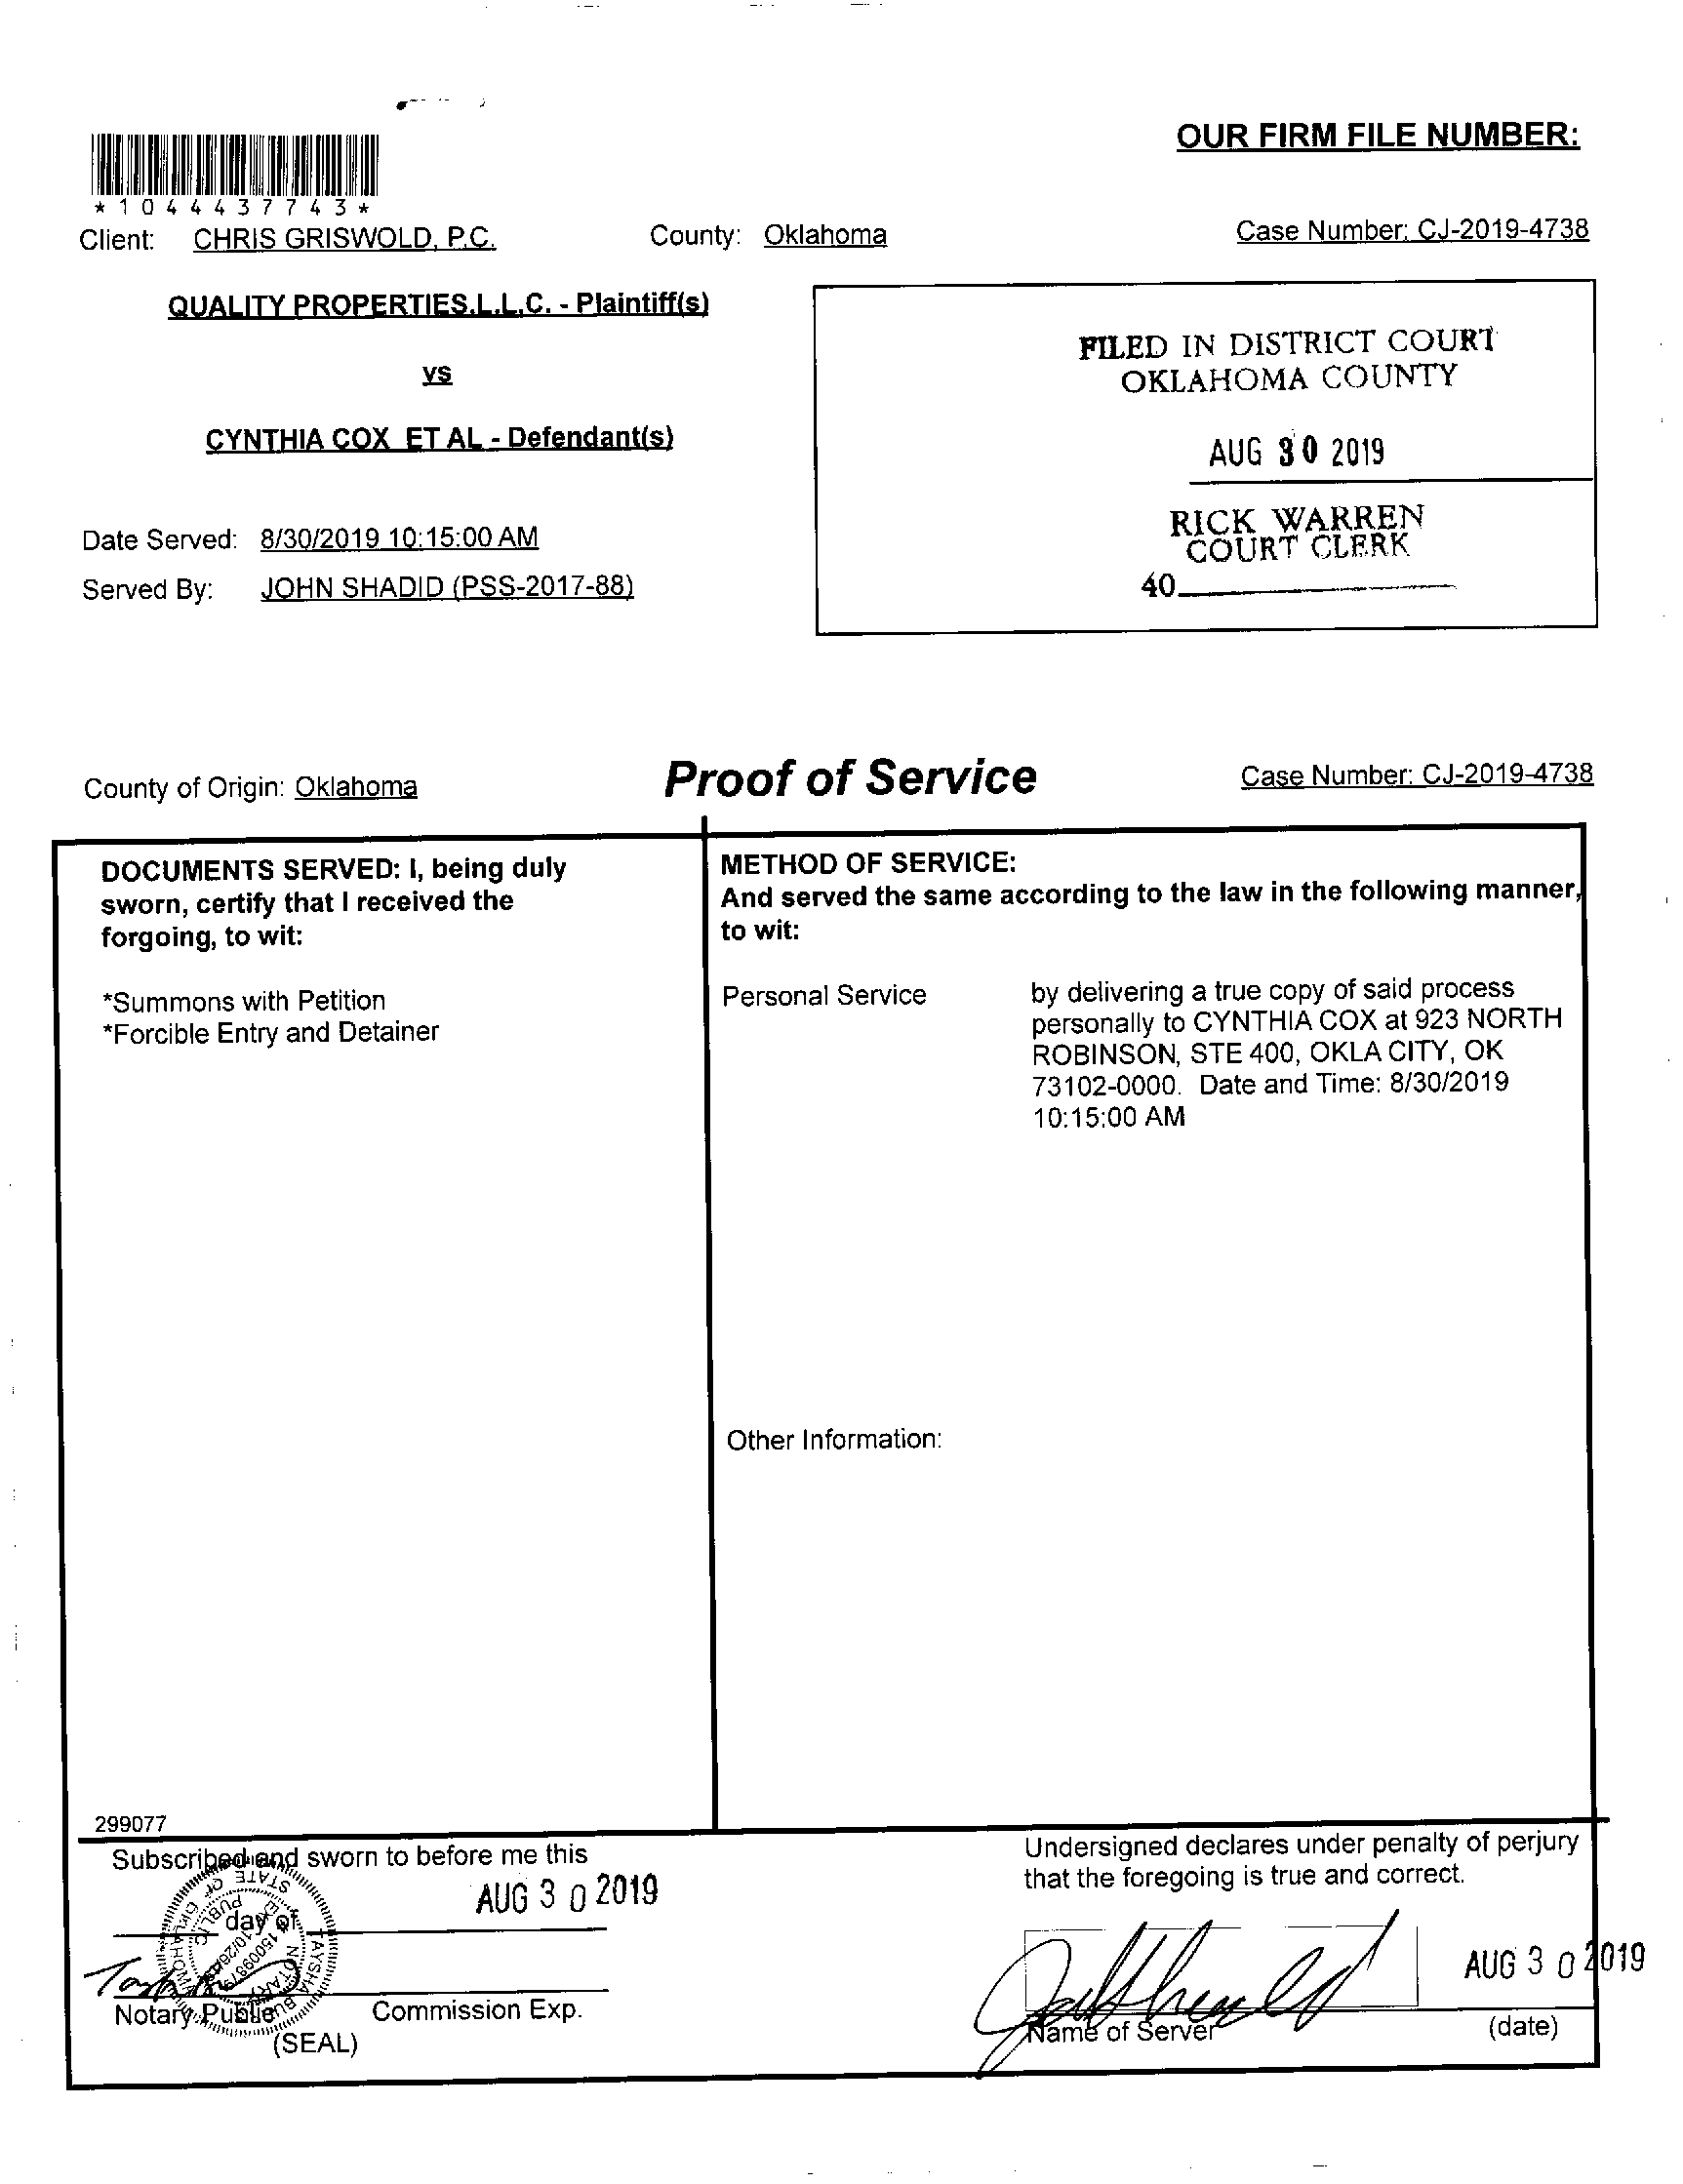 OUR FIRM FILE NUMBER:
*1044437743*
Client: CHRIS GRISWOLD, P.C. County: Oklahoma Case Number: CJ-2019-4738
QUALITY PROPERTIES.L.L.C. - Plaintiff(s)
vs
CYNTHIA COX ET AL - Defendant(s)
FILED IN DISTRICT COURT
OKLAHOMA COUNTY
AUG 30 2019
RICK WARREN
COURT CLERK
40
Date Served: 8/30/2019 10:15:00 AM
Served By: JOHN SHADID (PSS-2017-88)
County of Origin: Oklahoma Proof of Service Case Number: CJ-2019-4738
DOCUMENTS SERVED: I, being duly
sworn, certify that I received the
forgoing, to wit:
*Summons with Petition
*Forcible Entry and Detainer
METHOD OF SERVICE:
And served the same according to the law in the following manner,
to wit:
Personal Service by delivering a true copy of said process
personally to CYNTHIA COX at 923 NORTH
ROBINSON, STE 400, OKLA CITY, OK
73102-0000. Date and Time: 8/30/2019
10:15:00 AM
Other Information:
299077
Subscribed and sworn to before me this
AUG 30 2019
day of
Notary Public Commission Exp.
(SEAL)
TAYSHA
NOTARY PUBLIC
STATE OF OKLAHOMA
Undersigned declares under penalty of perjury
that the foregoing is true and correct.
AUG 30 2019
Name of Server (date)